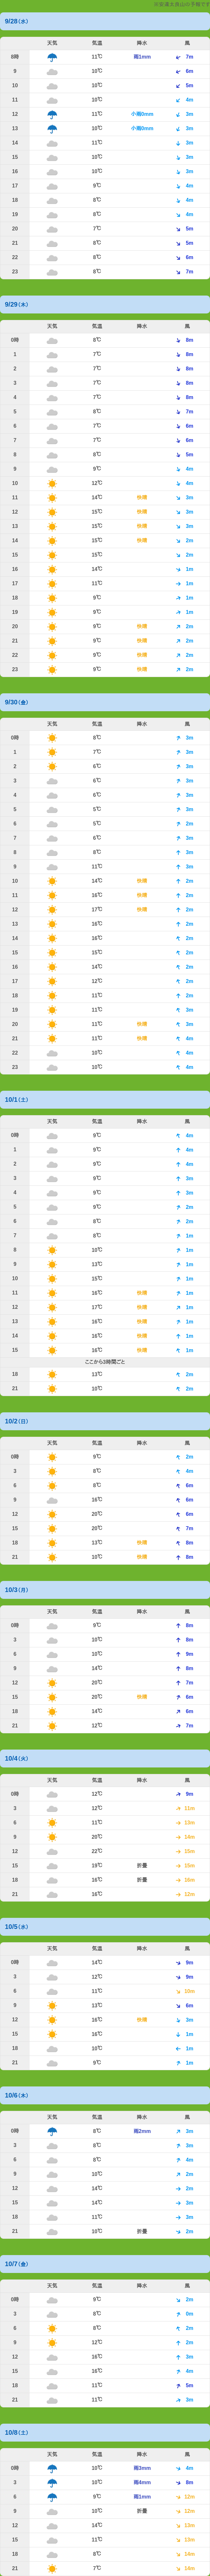 ※安達太良山の予報です
9/28(水)
天気 気温 降水 風
8時 11℃ 雨1mm 7m
9 10℃ 6m
10 10℃ 5m
11 10℃ 4m
12 11℃ 小雨0mm 3m
13 10℃ 小雨0mm 3m
14 11℃ 3m
15 10℃ 3m
16 10℃ 3m
17 9℃ 4m
18 8℃ 4m
19 8℃ 4m
20 7℃ 5m
21 8℃ 5m
22 8℃ 6m
23 8℃ 7m
9/29(木)
天気 気温 降水 風
0時 8℃ 8m
1 7℃ 8m
2 7℃ 8m
3 7℃ 8m
4 7℃ 8m
5 8℃ 7m
6 7℃ 6m
7 7℃ 6m
8 8℃ 5m
9 9℃ 4m
10 12℃ 4m
11 14℃ 快晴 3m
12 15℃ 快晴 3m
13 15℃ 快晴 3m
14 15℃ 快晴 2m
15 15℃ 2m
16 14℃ 1m
17 11℃ 1m
18 9℃ 1m
19 9℃ 1m
20 9℃ 快晴 2m
21 9℃ 快晴 2m
22 9℃ 快晴 2m
23 9℃ 快晴 2m
9/30(金)
天気 気温 降水 風
0時 8℃ 3m
1 7℃ 3m
2 6℃ 3m
3 6℃ 3m
4 6℃ 3m
5 5℃ 3m
6 5℃ 2m
7 6℃ 3m
8 8℃ 3m
9 11℃ 3m
10 14℃ 快晴 2m
11 16℃ 快晴 2m
12 17℃ 快晴 2m
13 16℃ 2m
14 16℃ 2m
15 15℃ 2m
16 14℃ 2m
17 12℃ 2m
18 11℃ 2m
19 11℃ 3m
20 11℃ 快晴 3m
21 11℃ 快晴 4m
22 10℃ 4m
23 10℃ 4m
10/1(土)
天気 気温 降水 風
0時 9℃ 4m
1 9℃ 4m
2 9℃ 4m
3 9℃ 3m
4 9℃ 3m
5 9℃ 2m
6 8℃ 2m
7 8℃ 1m
8 10℃ 1m
9 13℃ 1m
10 15℃ 1m
11 16℃ 快晴 1m
12 17℃ 快晴 1m
13 16℃ 快晴 1m
14 16℃ 快晴 1m
15 16℃ 快晴 1m
ここから3時間ごと
18 13℃ 2m
21 10℃ 2m
10/2(日)
天気 気温 降水 風
0時 9℃ 2m
3 8℃ 4m
6 8℃ 6m
9 16℃ 6m
12 20℃ 6m
15 20℃ 7m
18 13℃ 快晴 8m
21 10℃ 快晴 8m
10/3(月)
天気 気温 降水 風
0時 9℃ 8m
3 10℃ 8m
6 10℃ 9m
9 14℃ 8m
12 20℃ 7m
15 20℃ 快晴 6m
18 14℃ 6m
21 12℃ 7m
10/4(火)
天気 気温 降水 風
0時 12℃ 9m
3 12℃ 11m
6 11℃ 13m
9 20℃ 14m
12 22℃ 15m
15 19℃ 折畳 15m
18 16℃ 折畳 16m
21 16℃ 12m
10/5(水)
天気 気温 降水 風
0時 14℃ 9m
3 12℃ 9m
6 11℃ 10m
9 13℃ 6m
12 16℃ 快晴 3m
15 16℃ 1m
18 10℃ 1m
21 9℃ 1m
10/6(木)
天気 気温 降水 風
0時 8℃ 雨2mm 3m
3 8℃ 3m
6 8℃ 4m
9 10℃ 2m
12 14℃ 2m
15 14℃ 3m
18 11℃ 3m
21 10℃ 折畳 2m
10/7(金)
天気 気温 降水 風
0時 9℃ 2m
3 8℃ 0m
6 8℃ 2m
9 12℃ 2m
12 16℃ 3m
15 16℃ 4m
18 11℃ 5m
21 11℃ 3m
10/8(土)
天気 気温 降水 風
0時 10℃ 雨3mm 4m
3 10℃ 雨4mm 8m
6 9℃ 雨1mm 12m
9 10℃ 折畳 12m
12 14℃ 13m
15 11℃ 13m
18 8℃ 14m
21 7℃ 14m